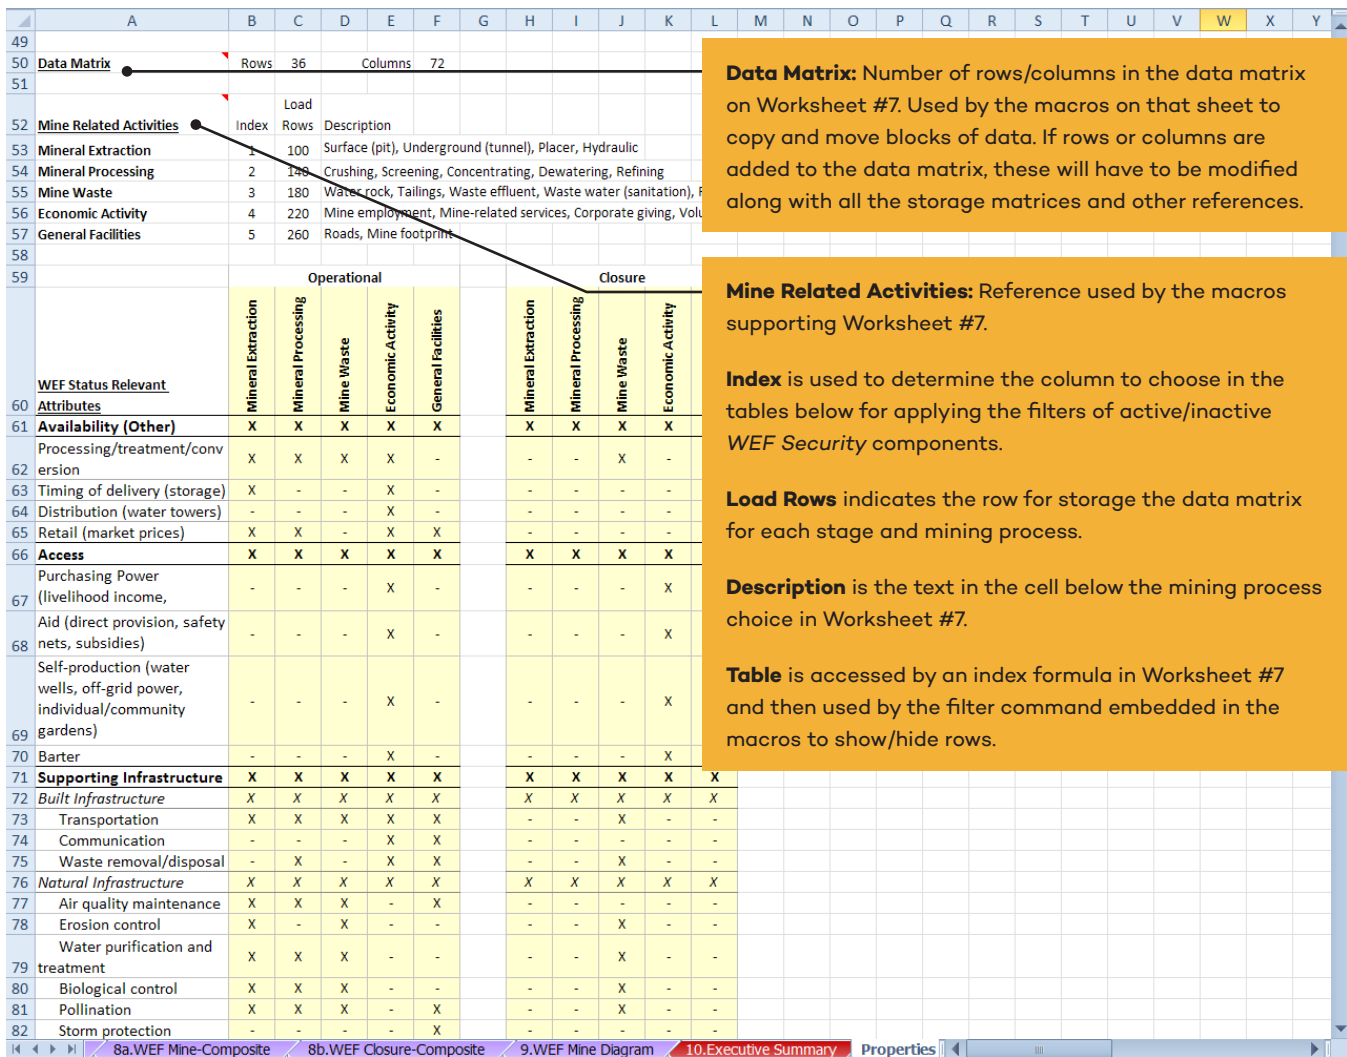 A B C D E F G H I J K L M N O P Q R S T U V W X Y
49
50 Data Matrix Rows 36 Columns 72
51
Load
52 Mine Related Activities Index Rows Description
53 Mineral Extraction 1 100 Surface (pit), Underground (tunnel), Placer, Hydraulic
54 Mineral Processing 2 140 Crushing, Screening, Concentrating, Dewatering, Refining
55 Mine Waste 3 180 Water rock, Tailings, Waste effluent, Waste water (sanitation),
56 Economic Activity 4 220 Mine employment, Mine-related services, Corporate giving, Volu
57 General Facilities 5 260 Roads, Mine footprint
58
59 Operational Closure
Mineral Extraction Mineral Processing Mine Waste Economic Activity General Facilities Mineral Extraction Mineral Processing Mine Waste Economic Activity
WEF Status Relevant
60 Attributes
61 Availability (Other) X X X X X X X X X
Processing/treatment/conv
62 ersion X X X X - - - X -
63 Timing of delivery (storage) X - - X - - - - -
64 Distribution (water towers) - - - X - - - - -
65 Retail (market prices) X X - X X - - - -
66 Access X X X X X X X X X
Purchasing Power
67 (livelihood income, - - - X - - - - X
Aid (direct provision, safety
68 nets, subsidies) - - - X - - - - X
Self-production (water
wells, off-grid power,
individual/community
69 gardens) - - - X - - - - X
70 Barter - - - X - - - - X
71 Supporting Infrastructure X X X X X X X X X X
72 Built Infrastructure X X X X X X X X X X
73 Transportation X X X X X - - X - -
74 Communication - - - X X - - - - -
75 Waste removal/disposal - X - X X - - X - -
76 Natural Infrastructure X X X X X X X X X X
77 Air quality maintenance X X X - X - - - - -
78 Erosion control X - X - - - - X - -
Water purification and
79 treatment X X X - - - - X - -
80 Biological control X X X - - - - X - -
81 Pollination X X X - X - - X - -
82 Storm protection - - - - X - - - - -
Data Matrix: Number of rows/columns in the data matrix
on Worksheet #7. Used by the macros on that sheet to
copy and move blocks of data. If rows or columns are
added to the data matrix, these will have to be modified
along with all the storage matrices and other references.
Mine Related Activities: Reference used by the macros
supporting Worksheet #7.
Index is used to determine the column to choose in the
tables below for applying the filters of active/inactive
WEF Security components.
Load Rows indicates the row for storage the data matrix
for each stage and mining process.
Description is the text in the cell below the mining process
choice in Worksheet #7.
Table is accessed by an index formula in Worksheet #7
and then used by the filter command embedded in the
macros to show/hide rows.
8a.WEF Mine-Composite 8b.WEF Closure-Composite 9.WEF Mine Diagram 10.Executive Summary Properties